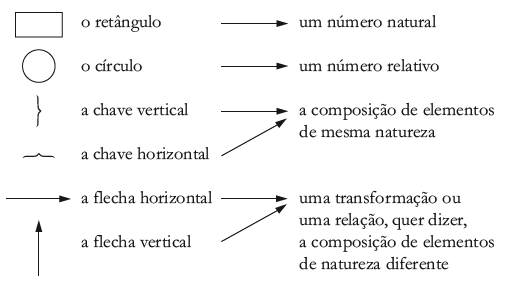 o retângulo
um número natural
o círculo
um número relativo
a chave vertical
a composição de elementos
de mesma natureza
a chave horizontal
a flecha horizontal
uma transformação ou
uma relação, quer dizer,
a flecha vertical
a composição de elementos
de natureza diferente